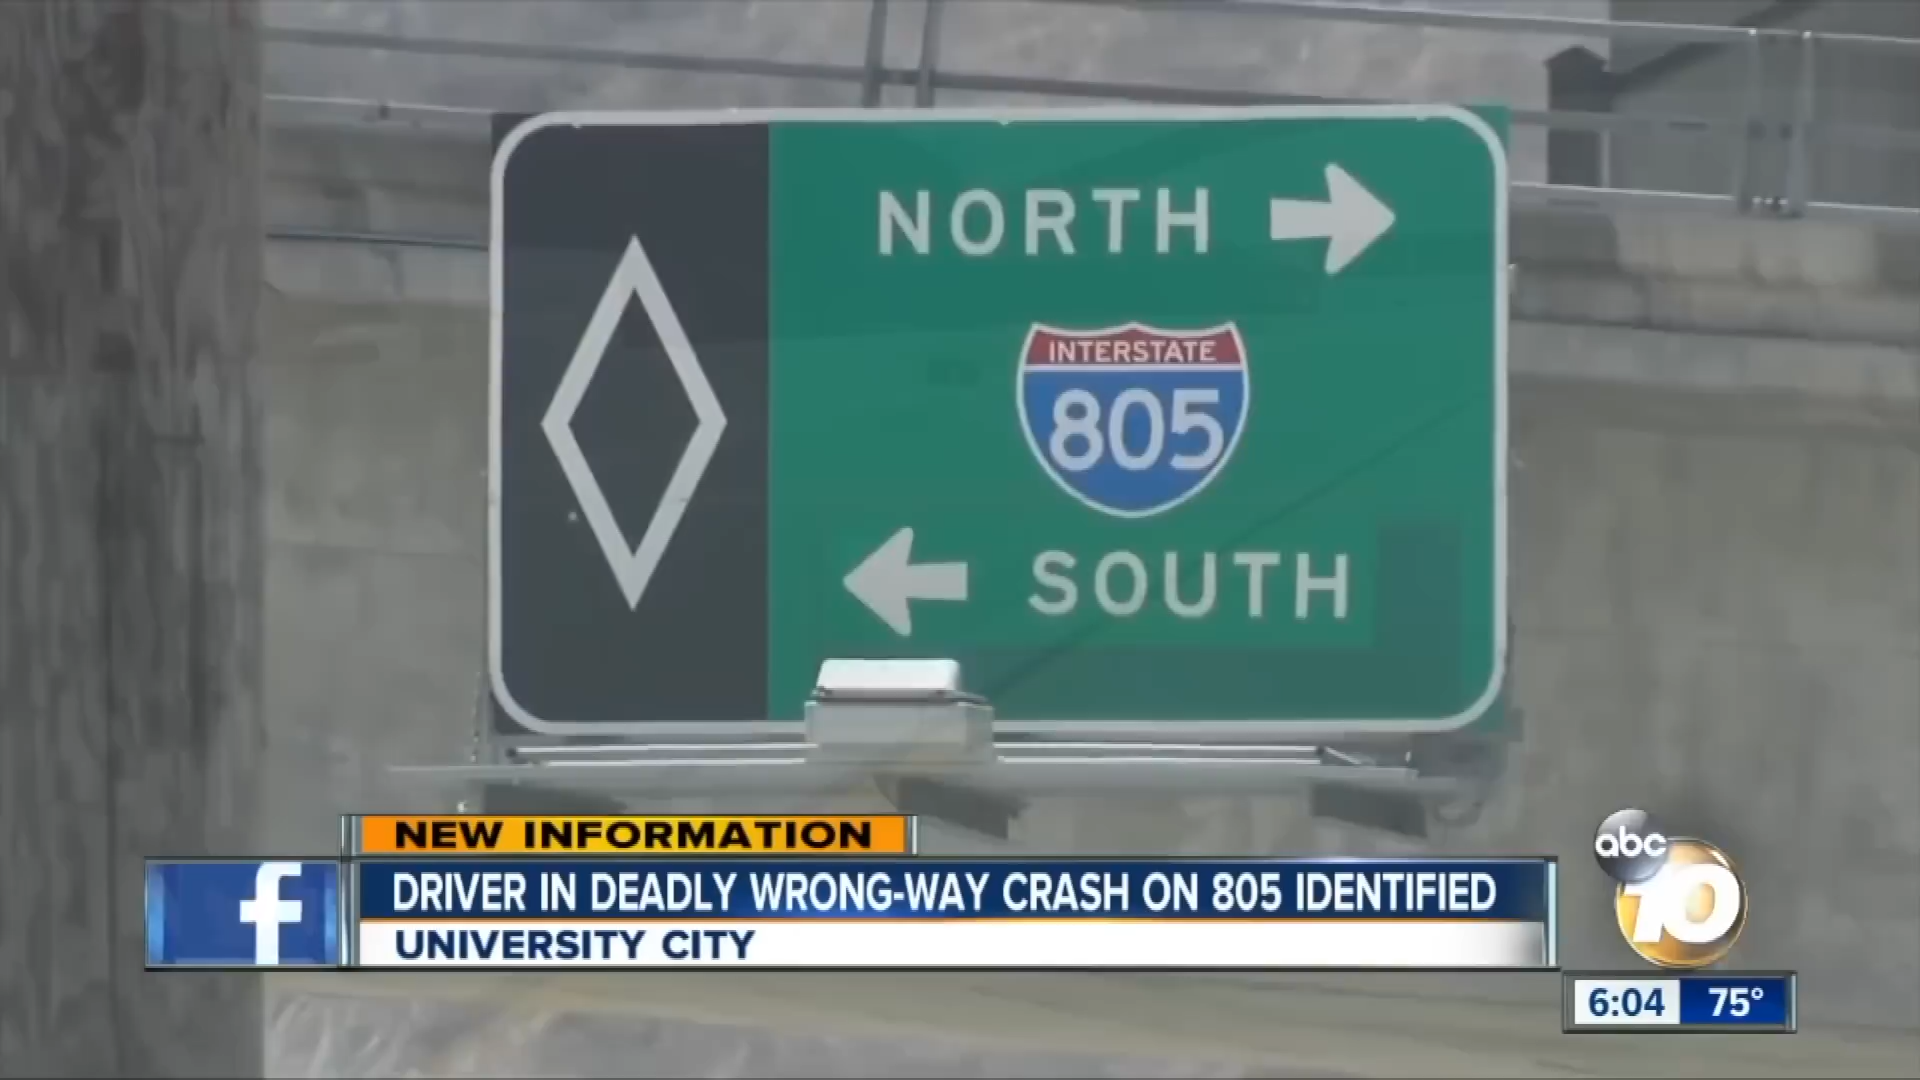 NORTH
INTERSTATE
805
SOUTH
NEW INFORMATION
f
DRIVER IN DEADLY WRONG-WAY CRASH ON 805 IDENTIFIED
UNIVERSITY CITY
abc
10
6:04 75°